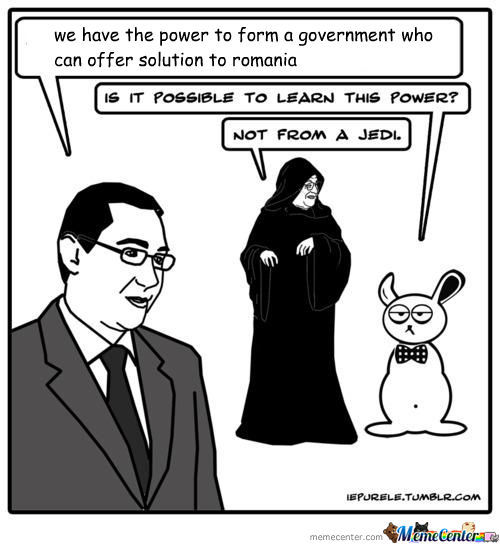 we have the power to form a government who
can offer solution to romania
IS IT POSSIBLE TO LEARN THIS POWER?
NOT FROM A JEDI.
IEPURELE.TUMBLR.COM
memecenter.com MemeCenter